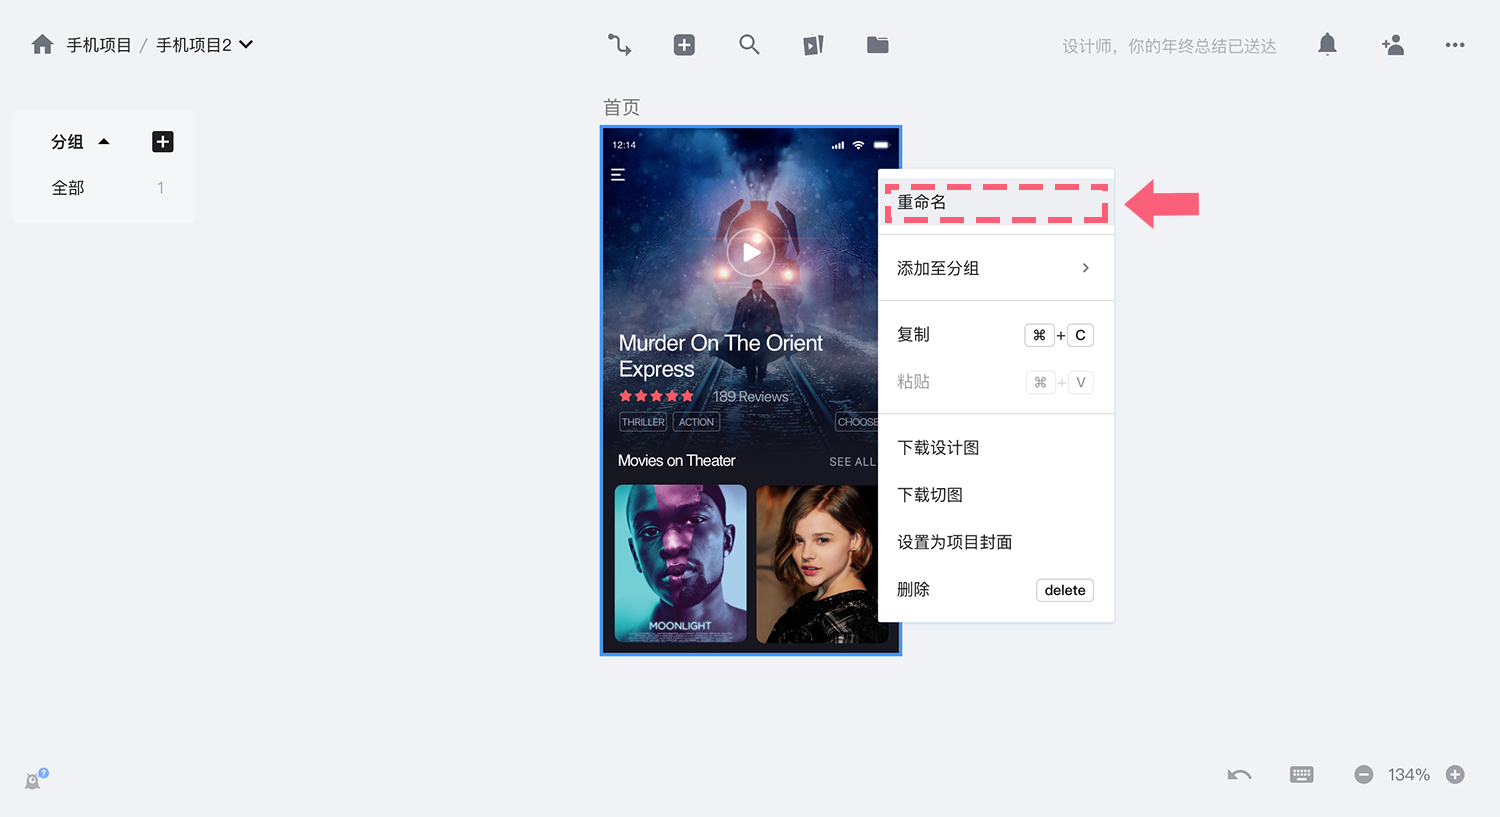 手机项目 / 手机项目2
设计师，你的年终总结已送达
分组
全部 1
首页
12:14
Murder On The Orient
Express
189 Reviews
THRILLER ACTION CHOOSE
Movies on Theater SEE ALL
MOONLIGHT
重命名
添加至分组
复制 ⌘ + C
粘贴 ⌘ + V
下载设计图
下载切图
设置为项目封面
删除 delete
?
134%